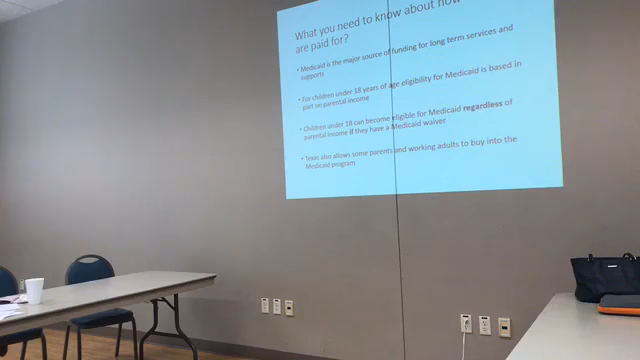 What you need to know about how
are paid for?
• Medicaid is the major source of funding for long term services and
supports
• For children under 18 years of age eligibility for Medicaid is based in
part on parental income
• Children under 18 can become eligible for Medicaid regardless of
parental income if they have a Medicaid waiver
• Texas also allows some parents and working adults to buy into the
Medicaid program